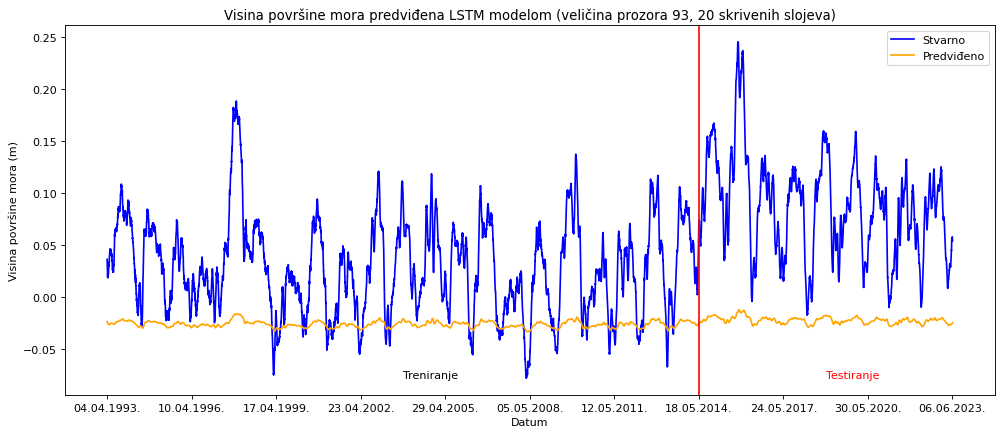 Visina površine mora predviđena LSTM modelom (veličina prozora 93, 20 skrivenih slojeva)
Stvarno
Predviđeno
0.25
0.20
0.15
0.10
0.05
0.00
−0.05
Visina površine mora (m)
Treniranje
Testiranje
04.04.1993.
10.04.1996.
17.04.1999.
23.04.2002.
29.04.2005.
05.05.2008.
12.05.2011.
18.05.2014.
24.05.2017.
30.05.2020.
06.06.2023.
Datum